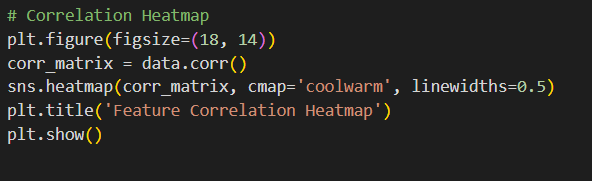 # Correlation Heatmap
plt.figure(figsize=(18, 14))
corr_matrix = data.corr()
sns.heatmap(corr_matrix, cmap='coolwarm', linewidths=0.5)
plt.title('Feature Correlation Heatmap')
plt.show()